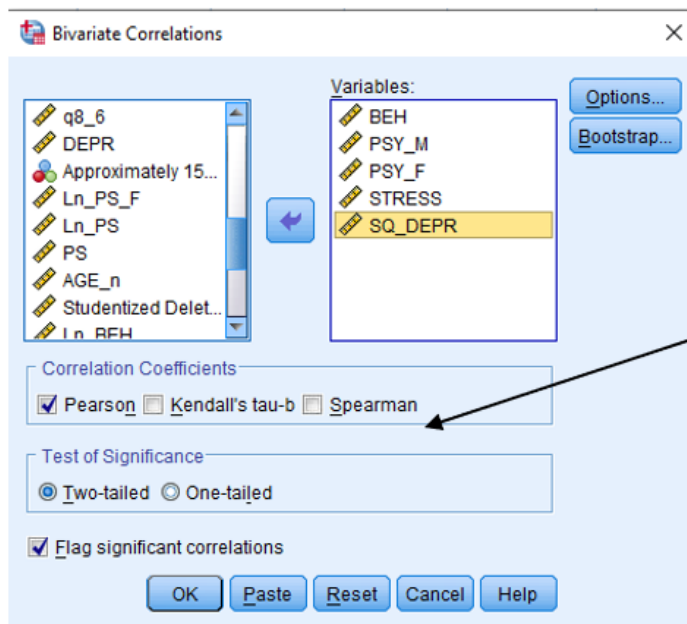 Bivariate Correlations
q8_6
DEPR
Approximately 15...
Ln_PS_F
Ln_PS
PS
AGE_n
Studentized Delet...
Ln_BEH
Variables:
BEH
PSY_M
PSY_F
STRESS
SQ_DEPR
Options...
Bootstrap...
Correlation Coefficients
Pearson Kendall's tau-b Spearman
Test of Significance
Two-tailed One-tailed
Flag significant correlations
OK Paste Reset Cancel Help